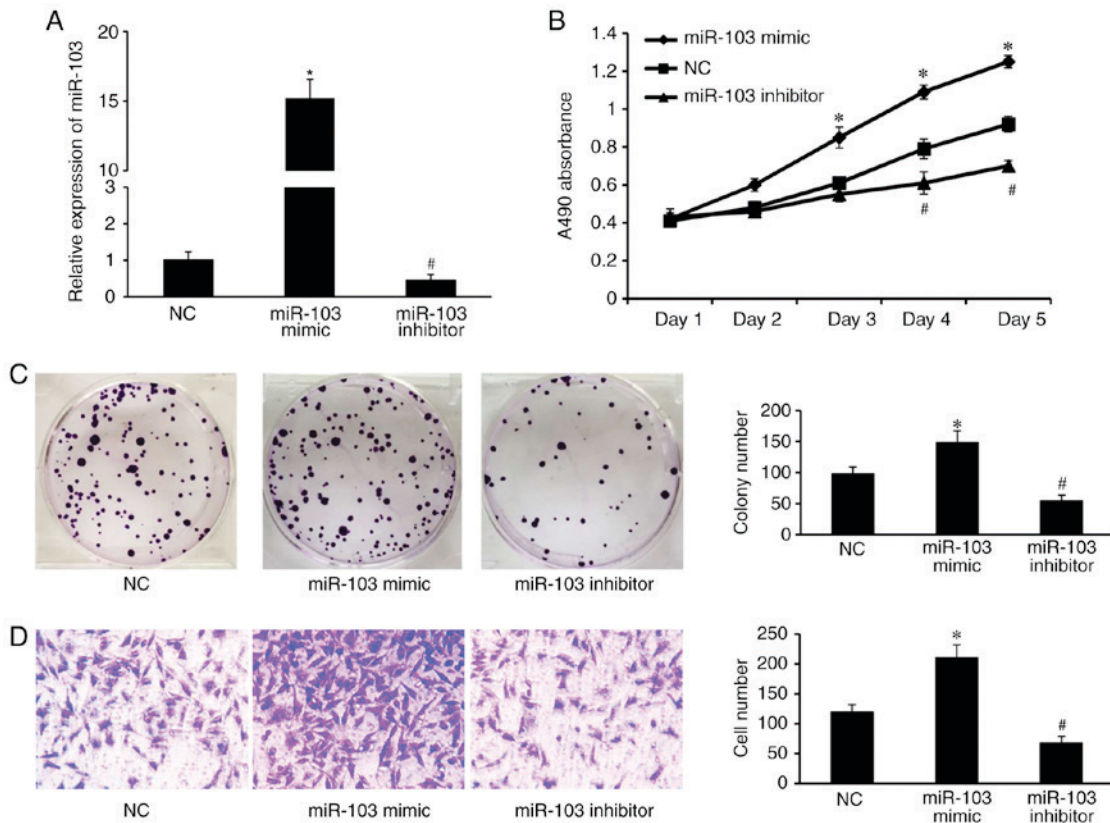 A
Relative expression of miR-103
20
15
10
3
2
1
0
*
#
NC
miR-103 mimic
miR-103 inhibitor
B
A490 absorbance
1.4
1.2
1
0.8
0.6
0.4
0.2
0
miR-103 mimic
NC
miR-103 inhibitor
*
*
*
#
#
Day 1
Day 2
Day 3
Day 4
Day 5
C
NC
miR-103 mimic
miR-103 inhibitor
Colony number
200
150
100
50
0
*
#
NC
miR-103
mimic
miR-103
inhibitor
D
NC
miR-103 mimic
miR-103 inhibitor
Cell number
250
200
150
100
50
0
*
#
NC
miR-103
mimic
miR-103
inhibitor